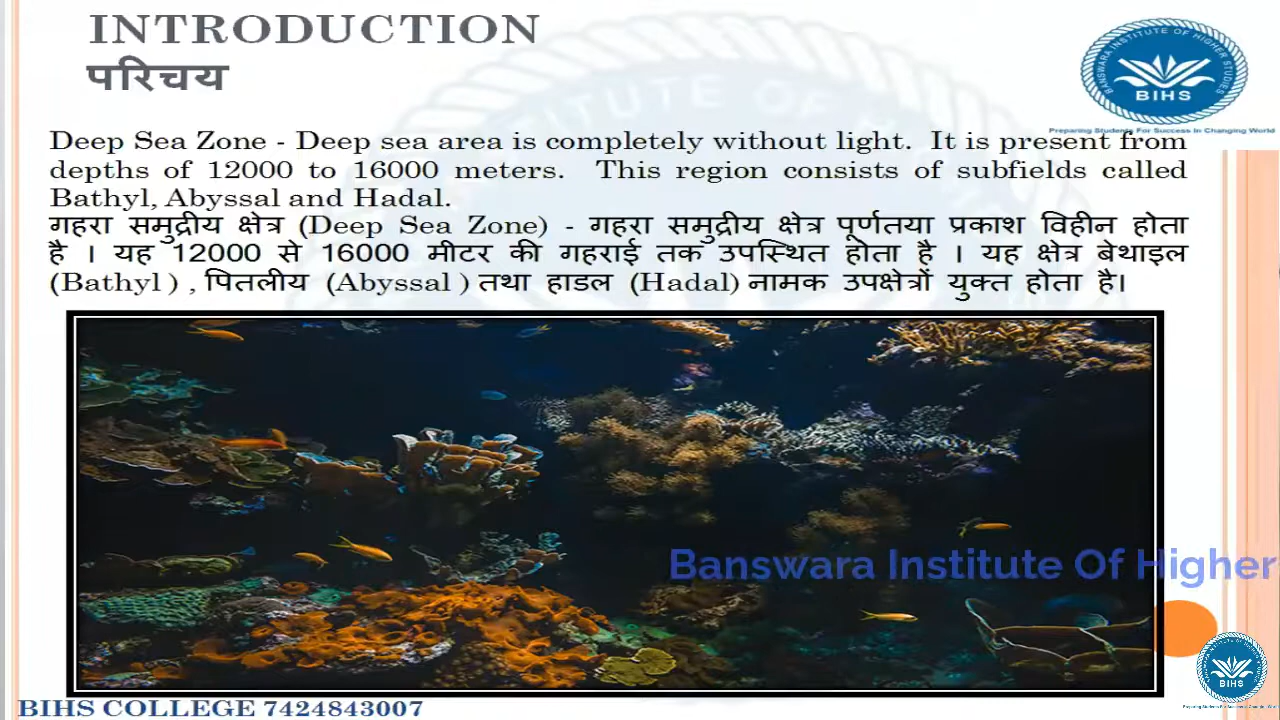 INTRODUCTION
परिचय
BANSWARA INSTITUTE OF HIGHER STUDIES
BIHS
Preparing Students For Success In Changing World
Deep Sea Zone - Deep sea area is completely without light. It is present from
depths of 12000 to 16000 meters. This region consists of subfields called
Bathyl, Abyssal and Hadal.
गहरा समुद्रीय क्षेत्र (Deep Sea Zone) - गहरा समुद्रीय क्षेत्र पूर्णतया प्रकाश विहीन होता
है । यह 12000 से 16000 मीटर की गहराई तक उपस्थित होता है । यह क्षेत्र बेथाइल
(Bathyl ) , पितलीय (Abyssal ) तथा हाडल (Hadal) नामक उपक्षेत्रों युक्त होता है।
Banswara Institute Of Higher
BIHS
BIHS COLLEGE 7424843007